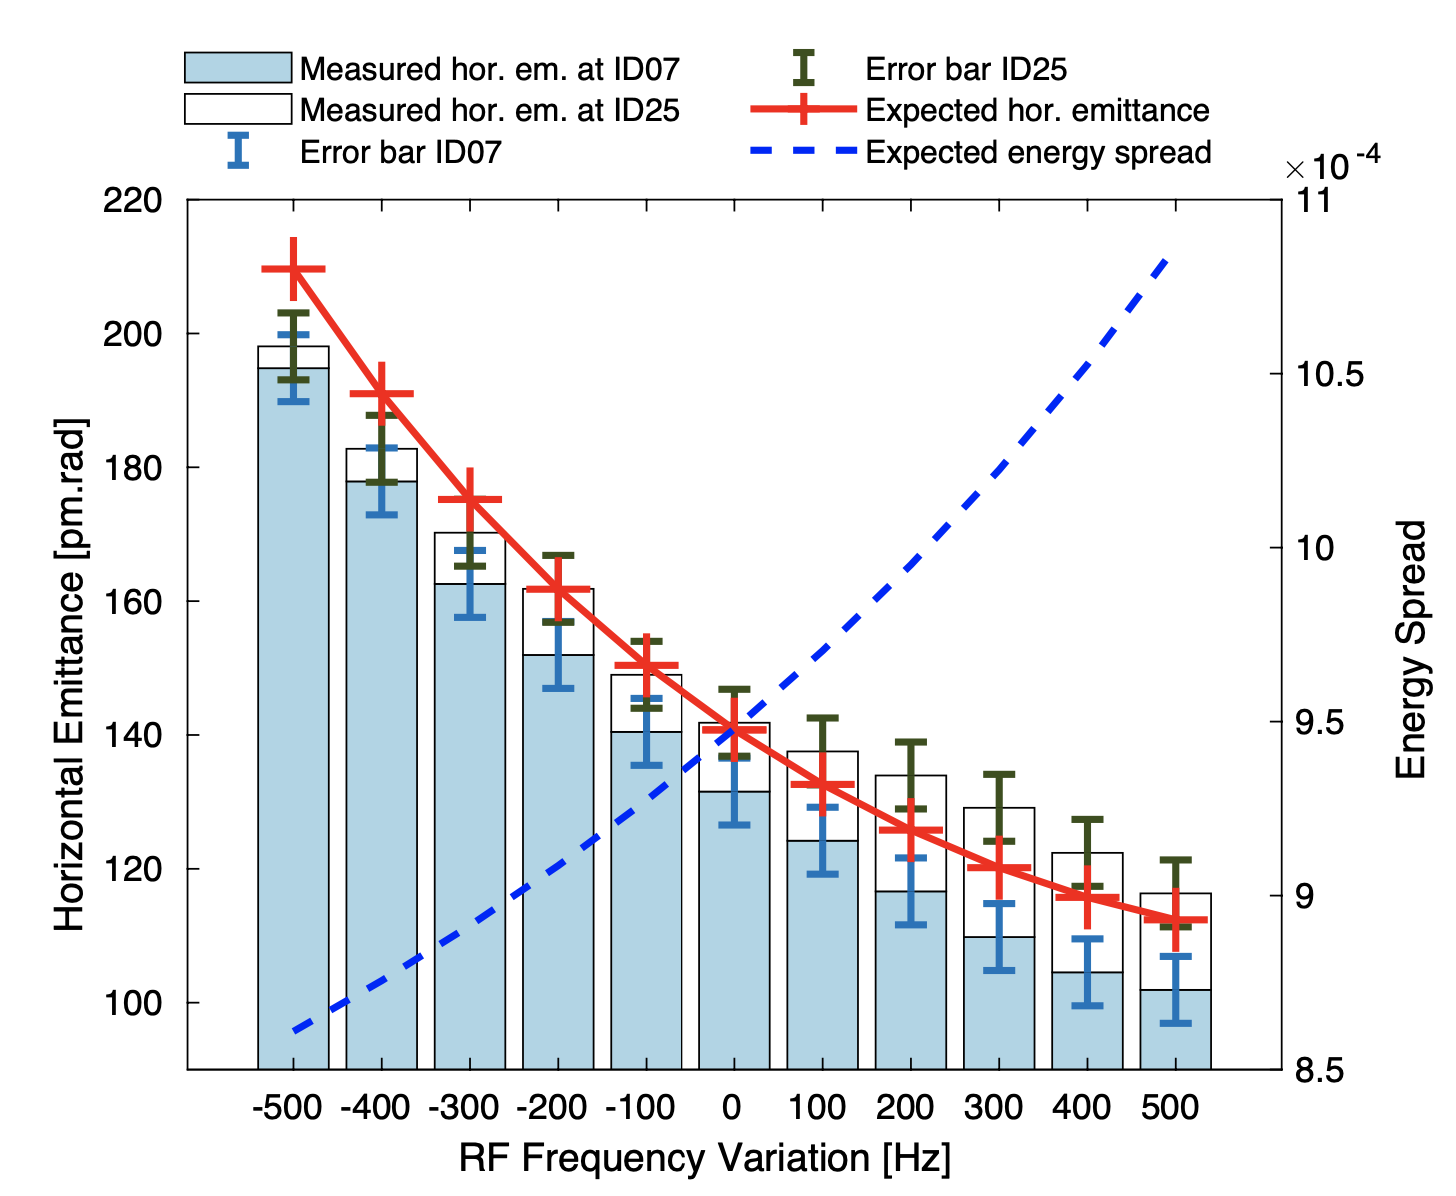 Measured hor. em. at ID07
Measured hor. em. at ID25
Error bar ID07
Error bar ID25
Expected hor. emittance
Expected energy spread
×10-4
220
200
180
160
140
120
100
Horizontal Emittance [pm.rad]
11
10.5
10
9.5
9
8.5
Energy Spread
-500 -400 -300 -200 -100 0 100 200 300 400 500
RF Frequency Variation [Hz]